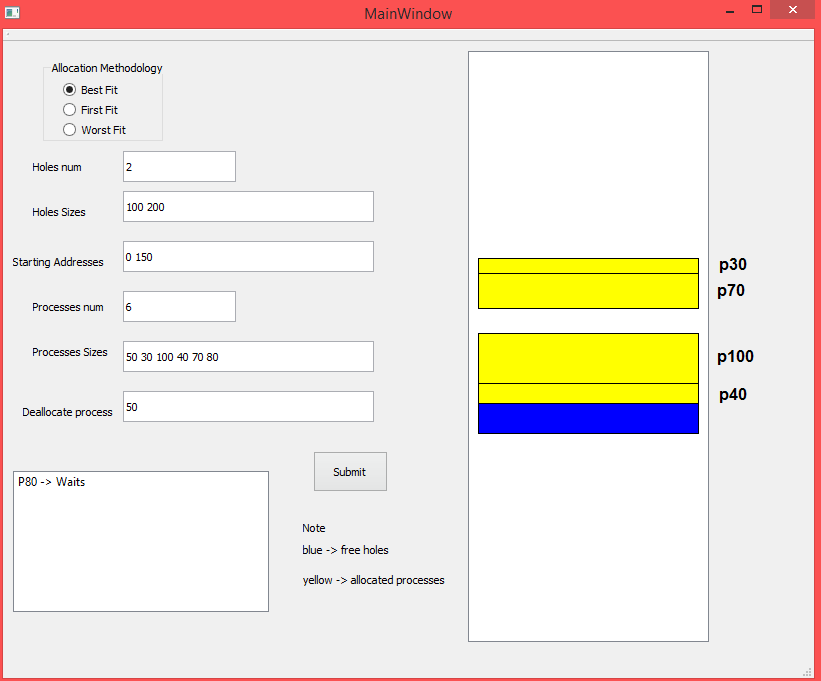 MainWindow
Allocation Methodology
Best Fit
First Fit
Worst Fit
Holes num
2
Holes Sizes
100 200
Starting Addresses
0 150
Processes num
6
Processes Sizes
50 30 100 40 70 80
Deallocate process
50
Submit
P80 -> Waits
Note
blue -> free holes
yellow -> allocated processes
p30
p70
p100
p40